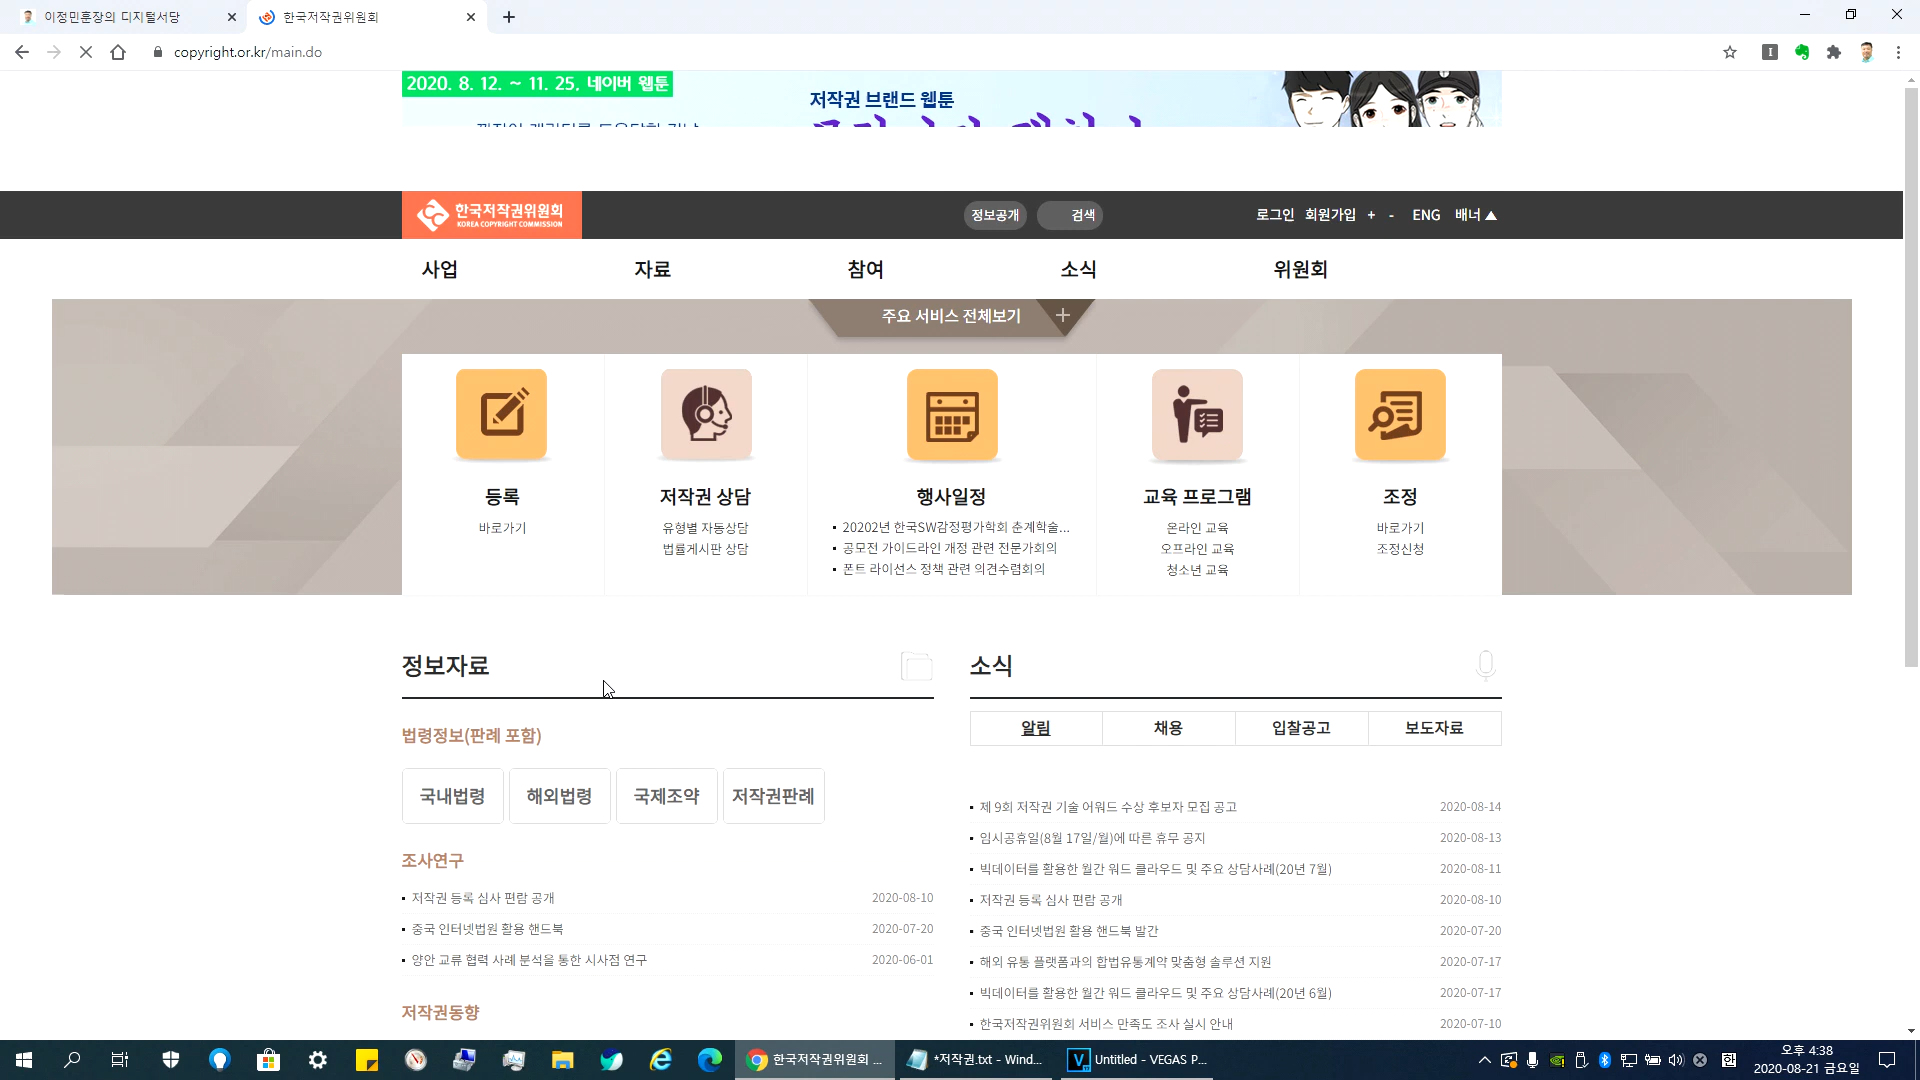 이정민훈장의 디지털서당
한국저작권위원회
copyright.or.kr/main.do
2020. 8. 12. ~ 11. 25. 네이버 웹툰
저작권 브랜드 웹툰
한국저작권위원회
KOREA COPYRIGHT COMMISSION
정보공개 검색
로그인 회원가입 + - ENG 배너 ▲
사업 자료 참여 소식 위원회
주요 서비스 전체보기 +
등록
바로가기
저작권 상담
유형별 자동상담
법률게시판 상담
행사일정
20202년 한국SW감정평가학회 춘계학술...
공모전 가이드라인 개정 관련 전문가회의
폰트 라이선스 정책 관련 의견수렴회의
교육 프로그램
온라인 교육
오프라인 교육
청소년 교육
조정
바로가기
조정신청
정보자료
법령정보(판례 포함)
국내법령 해외법령 국제조약 저작권판례
조사연구
저작권 등록 심사 편람 공개 2020-08-10
중국 인터넷법원 활용 핸드북 2020-07-20
양안 교류 협력 사례 분석을 통한 시사점 연구 2020-06-01
저작권동향
소식
알림 채용 입찰공고 보도자료
제 9회 저작권 기술 어워드 수상 후보자 모집 공고 2020-08-14
임시공휴일(8월 17일/월)에 따른 휴무 공지 2020-08-13
빅데이터를 활용한 월간 워드 클라우드 및 주요 상담사례(20년 7월) 2020-08-11
저작권 등록 심사 편람 공개 2020-08-10
중국 인터넷법원 활용 핸드북 발간 2020-07-20
해외 유통 플랫폼과의 합법유통계약 맞춤형 솔루션 지원 2020-07-17
빅데이터를 활용한 월간 워드 클라우드 및 주요 상담사례(20년 6월) 2020-07-17
한국저작권위원회 서비스 만족도 조사 실시 안내 2020-07-10
한국저작권위원회 ...
*저작권.txt - Wind...
Untitled - VEGAS P...
한
오후 4:38
2020-08-21 금요일